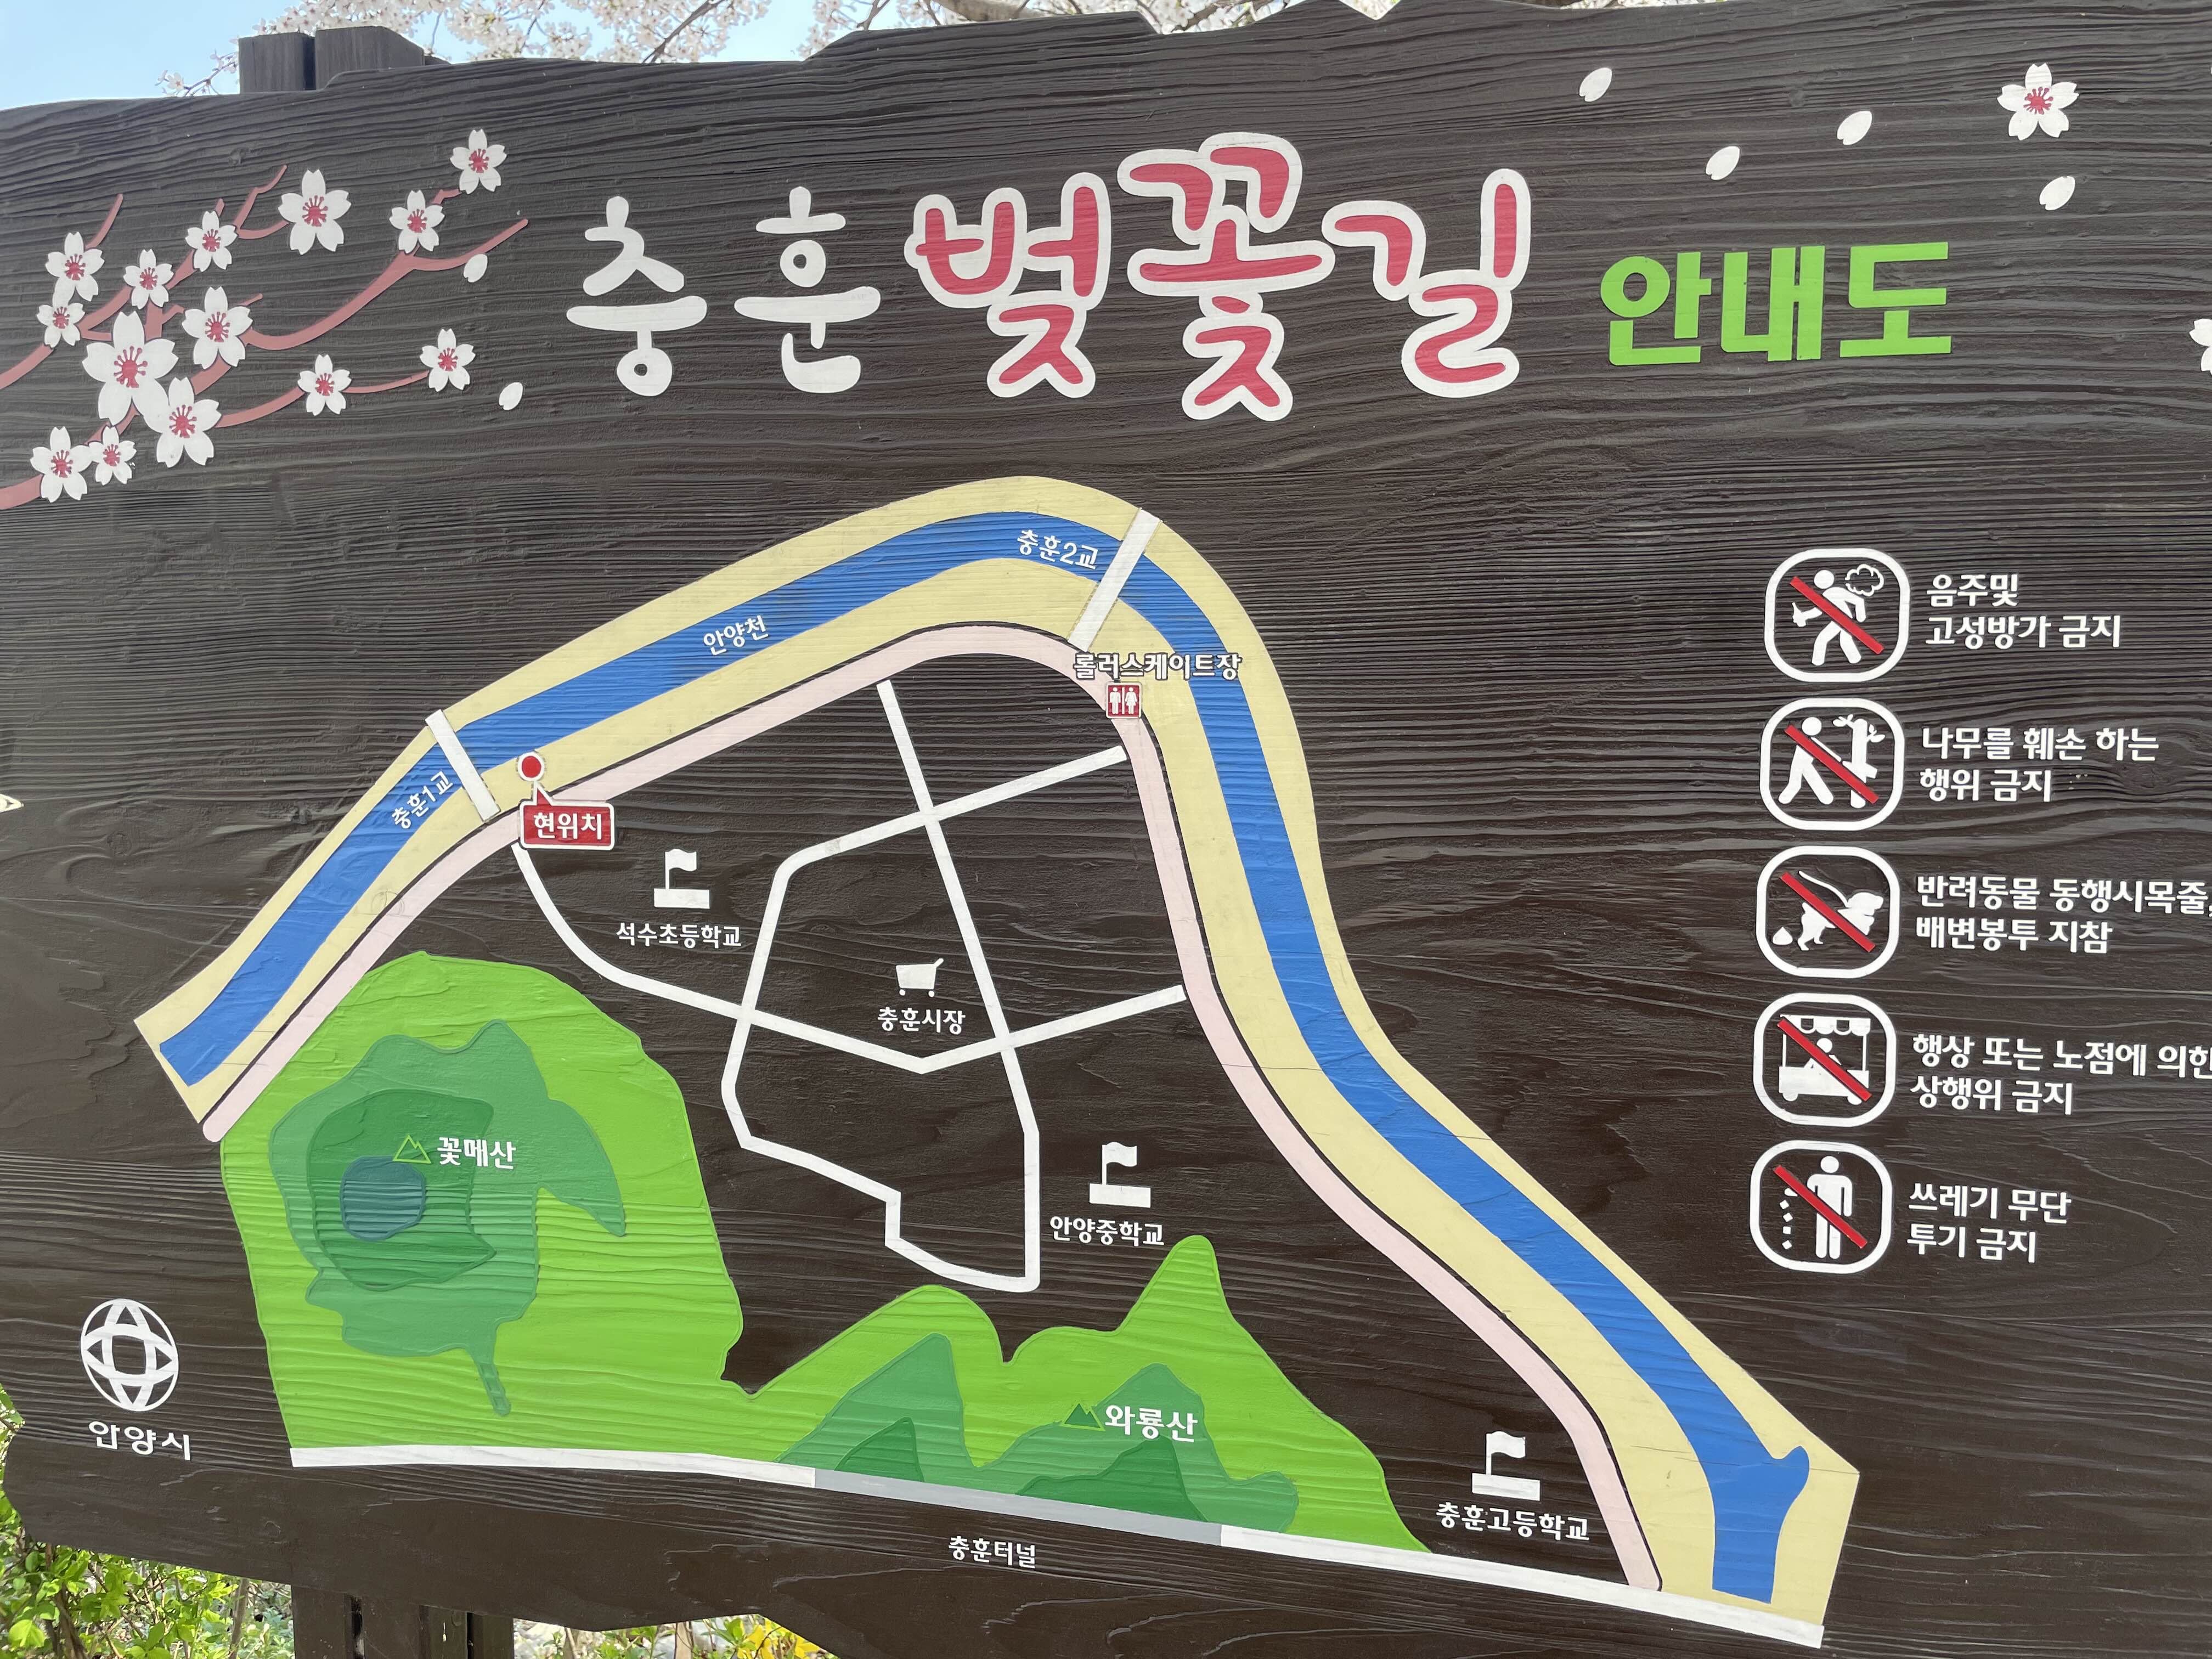 충훈벚꽃길 안내도
충훈2교
안양천
롤러스케이트장
충훈1교
현위치
석수초등학교
충훈시장
꽃메산
안양중학교
와룡산
충훈고등학교
충훈터널
안양시
음주및
고성방가 금지
나무를 훼손 하는
행위 금지
반려동물 동행시목줄,
배변봉투 지참
행상 또는 노점에 의한
상행위 금지
쓰레기 무단
투기 금지